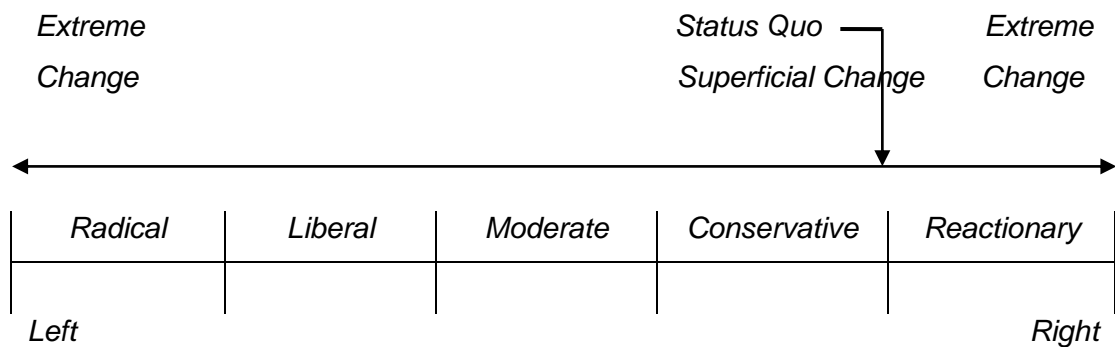 Extreme Status Quo Extreme
Change Superficial Change Change
Radical Liberal Moderate Conservative Reactionary
Left Right